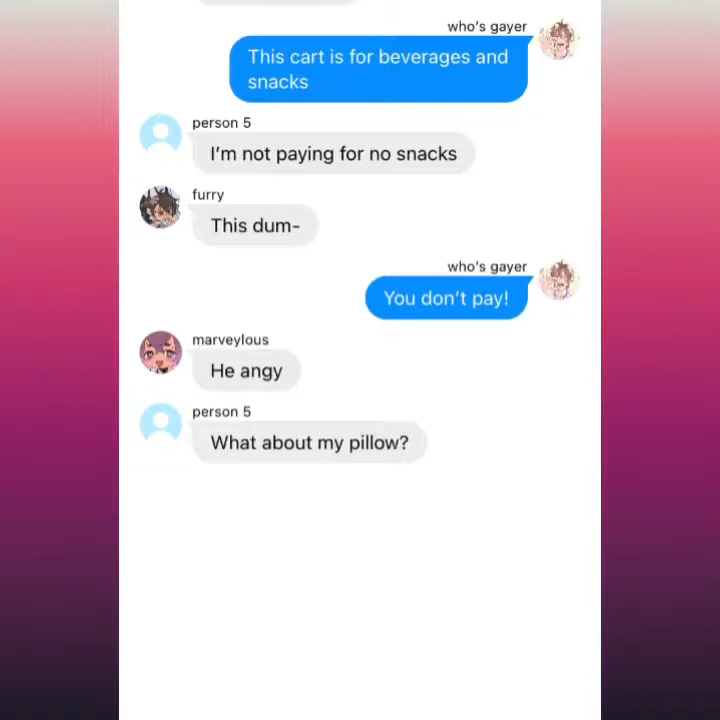 who's gayer
This cart is for beverages and
snacks
person 5
I'm not paying for no snacks
furry
This dum-
who's gayer
You don't pay!
marveylous
He angy
person 5
What about my pillow?